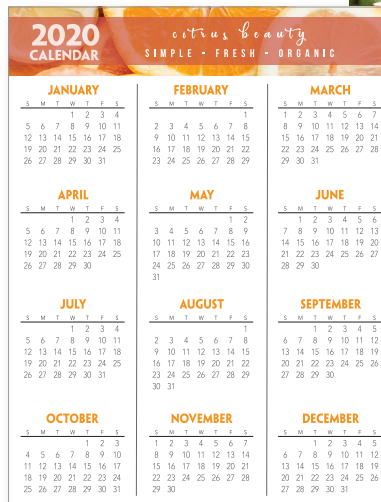 2020
CALENDAR
citrus beauty
SIMPLE - FRESH - ORGANIC
JANUARY
S M T W T F S
1 2 3 4
5 6 7 8 9 10 11
12 13 14 15 16 17 18
19 20 21 22 23 24 25
26 27 28 29 30 31
FEBRUARY
S M T W T F S
1
2 3 4 5 6 7 8
9 10 11 12 13 14 15
16 17 18 19 20 21 22
23 24 25 26 27 28 29
MARCH
S M T W T F S
1 2 3 4 5 6 7
8 9 10 11 12 13 14
15 16 17 18 19 20 21
22 23 24 25 26 27 28
29 30 31
APRIL
S M T W T F S
1 2 3 4
5 6 7 8 9 10 11
12 13 14 15 16 17 18
19 20 21 22 23 24 25
26 27 28 29 30
MAY
S M T W T F S
1 2
3 4 5 6 7 8 9
10 11 12 13 14 15 16
17 18 19 20 21 22 23
24 25 26 27 28 29 30
31
JUNE
S M T W T F S
1 2 3 4 5 6
7 8 9 10 11 12 13
14 15 16 17 18 19 20
21 22 23 24 25 26 27
28 29 30
JULY
S M T W T F S
1 2 3 4
5 6 7 8 9 10 11
12 13 14 15 16 17 18
19 20 21 22 23 24 25
26 27 28 29 30 31
AUGUST
S M T W T F S
1
2 3 4 5 6 7 8
9 10 11 12 13 14 15
16 17 18 19 20 21 22
23 24 25 26 27 28 29
30 31
SEPTEMBER
S M T W T F S
1 2 3 4 5
6 7 8 9 10 11 12
13 14 15 16 17 18 19
20 21 22 23 24 25 26
27 28 29 30
OCTOBER
S M T W T F S
1 2 3
4 5 6 7 8 9 10
11 12 13 14 15 16 17
18 19 20 21 22 23 24
25 26 27 28 29 30 31
NOVEMBER
S M T W T F S
1 2 3 4 5 6 7
8 9 10 11 12 13 14
15 16 17 18 19 20 21
22 23 24 25 26 27 28
29 30
DECEMBER
S M T W T F S
1 2 3 4 5
6 7 8 9 10 11 12
13 14 15 16 17 18 19
20 21 22 23 24 25 26
27 28 29 30 31